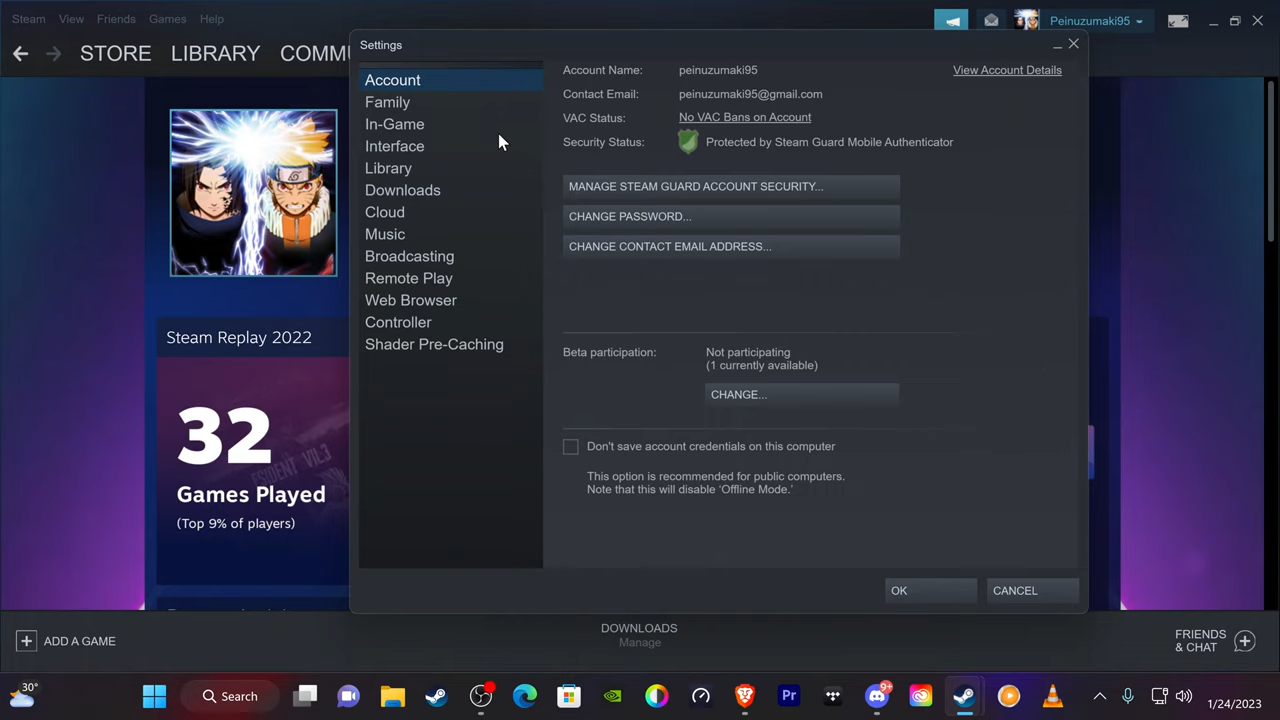 Steam View Friends Games Help
Peinuzumaki95
STORE LIBRARY COMMU
Settings
Account
Family
In-Game
Interface
Library
Downloads
Cloud
Music
Broadcasting
Remote Play
Web Browser
Controller
Shader Pre-Caching
Account Name: peinuzumaki95 View Account Details
Contact Email: peinuzumaki95@gmail.com
VAC Status: No VAC Bans on Account
Security Status: Protected by Steam Guard Mobile Authenticator
MANAGE STEAM GUARD ACCOUNT SECURITY...
CHANGE PASSWORD...
CHANGE CONTACT EMAIL ADDRESS...
Beta participation: Not participating
(1 currently available)
CHANGE...
Don't save account credentials on this computer
This option is recommended for public computers.
Note that this will disable 'Offline Mode.'
OK CANCEL
Steam Replay 2022
32
Games Played
(Top 9% of players)
RESIDENT VIL3
ADD A GAME
DOWNLOADS
Manage
FRIENDS
& CHAT
30°
Search
Pr
9+
1/24/2023